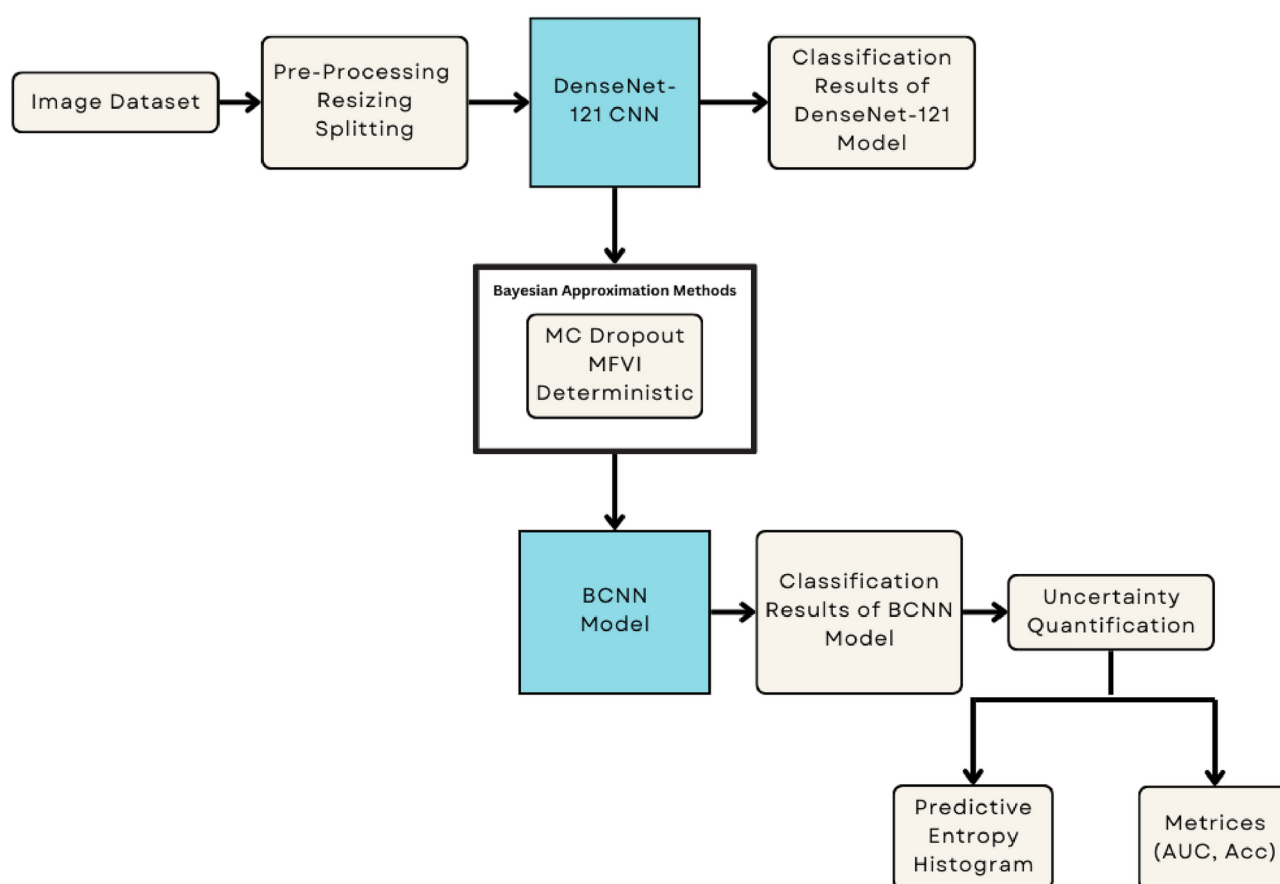 Image Dataset
Pre-Processing
Resizing
Splitting
DenseNet-
121 CNN
Classification
Results of
DenseNet-121
Model
Bayesian Approximation Methods
MC Dropout
MFVI
Deterministic
BCNN
Model
Classification
Results of BCNN
Model
Uncertainty
Quantification
Predictive
Entropy
Histogram
Metrices
(AUC, Acc)